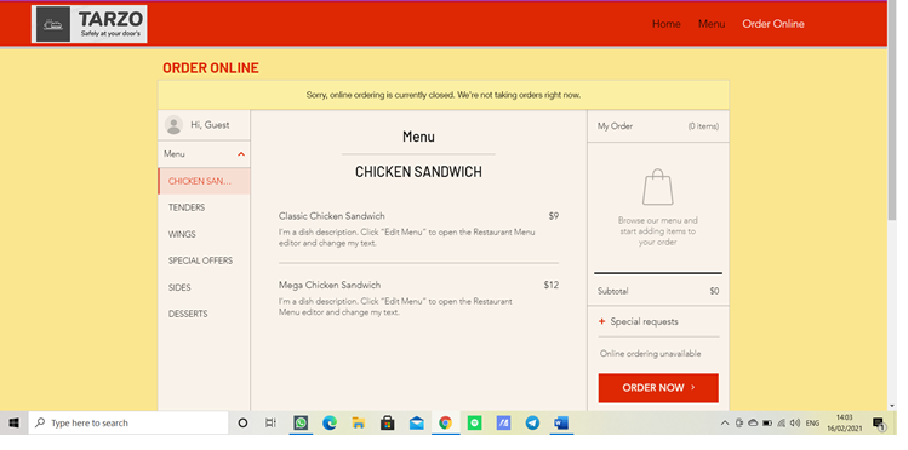 TARZO
Safely at your door's
Home Menu Order Online
ORDER ONLINE
Sorry, online ordering is currently closed. We're not taking orders right now.
Hi, Guest
Menu
CHICKEN SAN...
TENDERS
WINGS
SPECIAL OFFERS
SIDES
DESSERTS
Menu
CHICKEN SANDWICH
Classic Chicken Sandwich $9
I'm a dish description. Click "Edit Menu" to open the Restaurant Menu
editor and change my text.
Mega Chicken Sandwich $12
I'm a dish description. Click "Edit Menu" to open the Restaurant
Menu editor and change my text.
My Order (0 items)
Browse our menu and
start adding items to
your order
Subtotal $0
+ Special requests
Online ordering unavailable
ORDER NOW >
Type here to search
ENG
14:03
16/02/2021